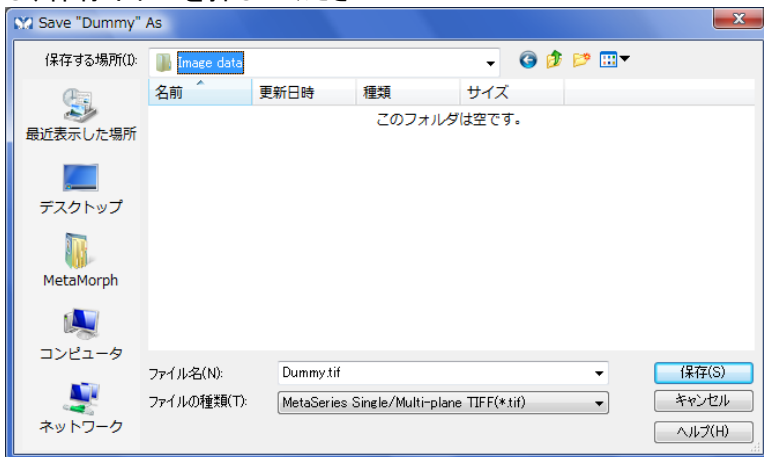 Save "Dummy" As
保存する場所(I):
Image data
名前
更新日時
種類
サイズ
このフォルダは空です。
最近表示した場所
デスクトップ
MetaMorph
コンピュータ
ネットワーク
ファイル名(N):
Dummy.tif
保存(S)
ファイルの種類(T):
MetaSeries Single/Multi-plane TIFF(*.tif)
キャンセル
ヘルプ(H)